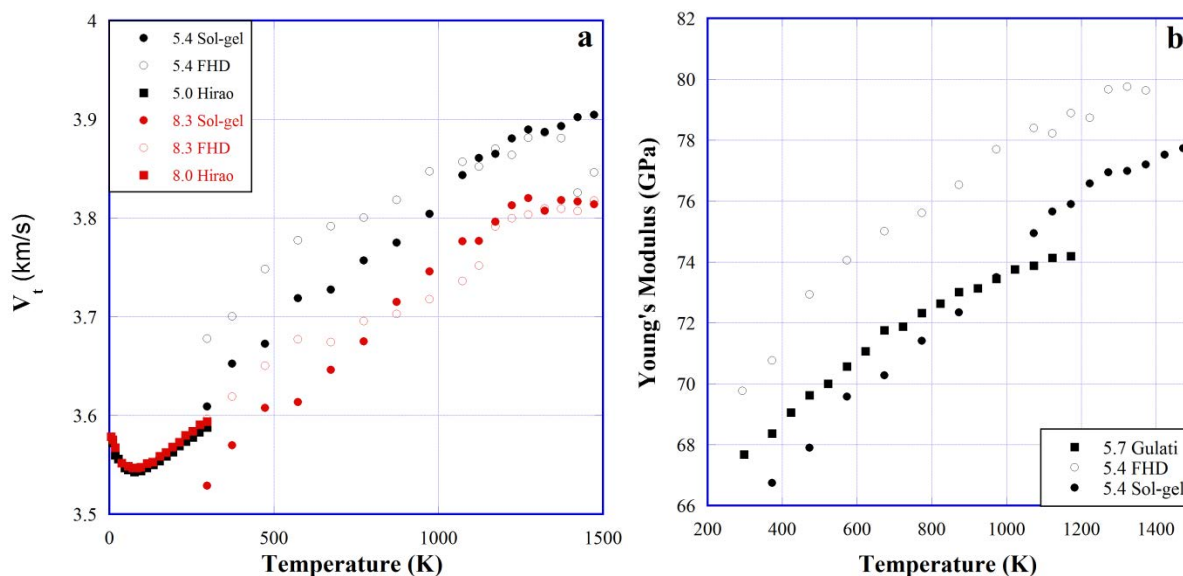 a
4
3.9
3.8
3.7
3.6
3.5
V_t (km/s)
5.4 Sol-gel
5.4 FHD
5.0 Hirao
8.3 Sol-gel
8.3 FHD
8.0 Hirao
0 500 1000 1500
Temperature (K)
b
80
78
76
74
72
70
68
66
Young's Modulus (GPa)
5.7 Gulati
5.4 FHD
5.4 Sol-gel
200 400 600 800 1000 1200 1400
Temperature (K)